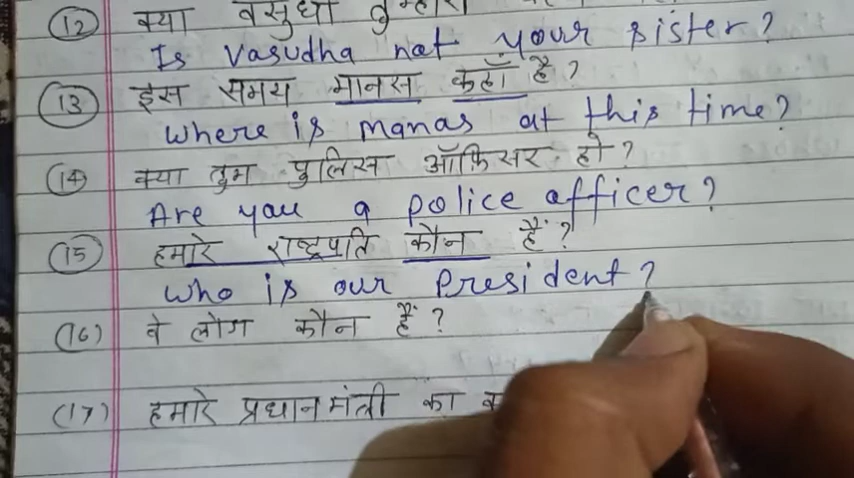 (12) क्या वसुधा तुम्हारी
Is Vasudha not your sister?
(13) इस समय मानस कहाँ है?
Where is manas at this time?
(14) क्या तुम पुलिस ऑफ़िसर हो?
Are you a police officer?
(15) हमारे राष्ट्रपति कौन हैं?
Who is our President?
(16) वे लोग कौन हैं?
(17) हमारे प्रधानमंत्री का